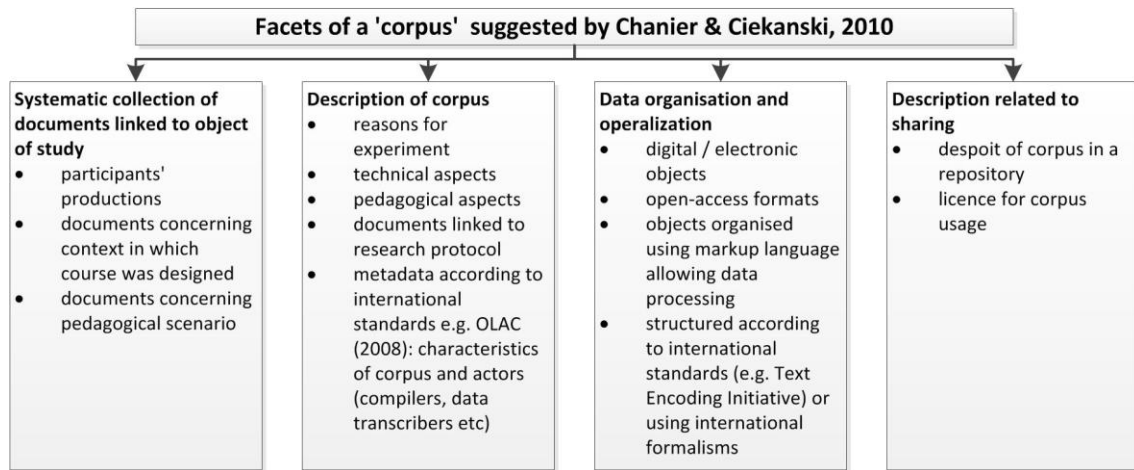 Facets of a 'corpus' suggested by Chanier & Ciekanski, 2010
Systematic collection of
documents linked to object
of study
• participants'
productions
• documents concerning
context in which
course was designed
• documents concerning
pedagogical scenario
Description of corpus
• reasons for
experiment
• technical aspects
• pedagogical aspects
• documents linked to
research protocol
• metadata according to
international
standards e.g. OLAC
(2008): characteristics
of corpus and actors
(compilers, data
transcribers etc)
Data organisation and
operalization
• digital / electronic
objects
• open-access formats
• objects organised
using markup language
allowing data
processing
• structured according
to international
standards (e.g. Text
Encoding Initiative) or
using international
formalisms
Description related to
sharing
• despoit of corpus in a
repository
• licence for corpus
usage